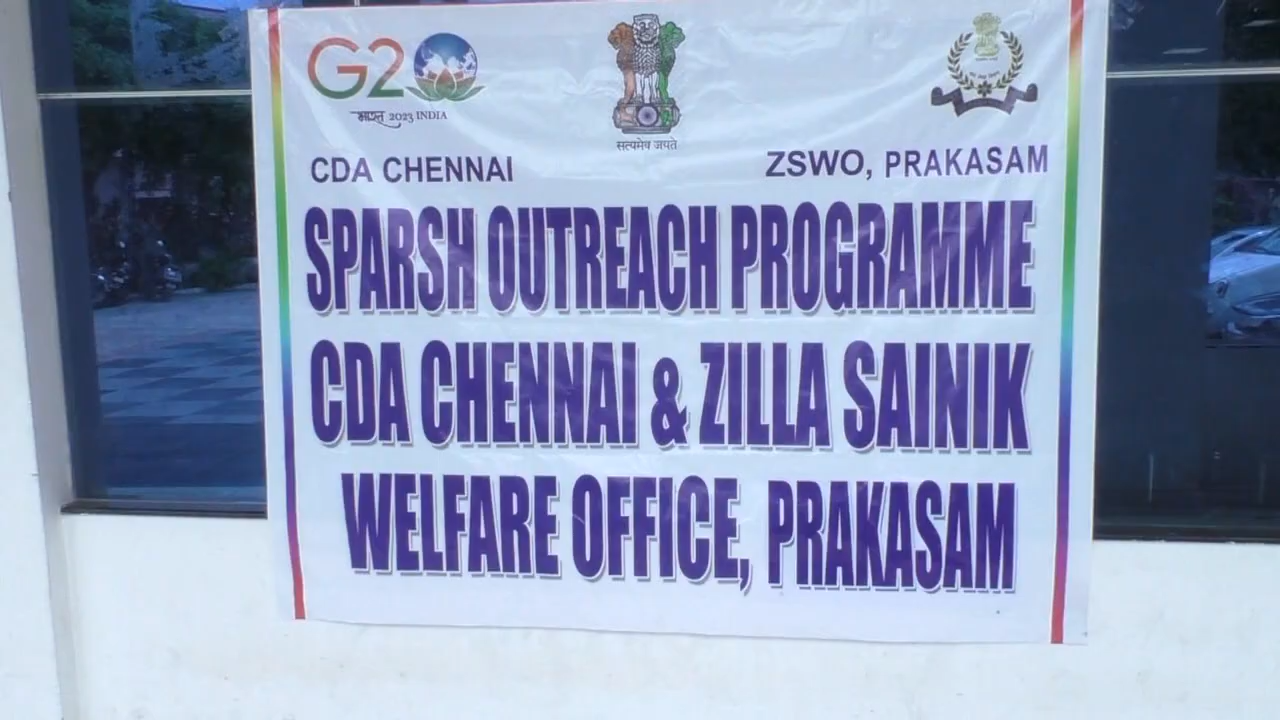 G20
भारत 2023 INDIA
सत्यमेव जयते
CDA CHENNAI
ZSWO, PRAKASAM
SPARSH OUTREACH PROGRAMME
CDA CHENNAI & ZILLA SAINIK
WELFARE OFFICE, PRAKASAM